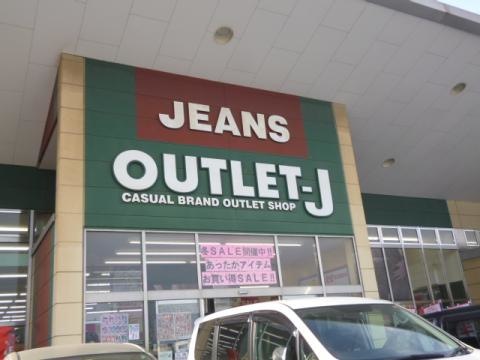 JEANS
OUTLET-J
CASUAL BRAND OUTLET SHOP
冬SALE開催中!!
あったかアイテム
お買い得SALE!!